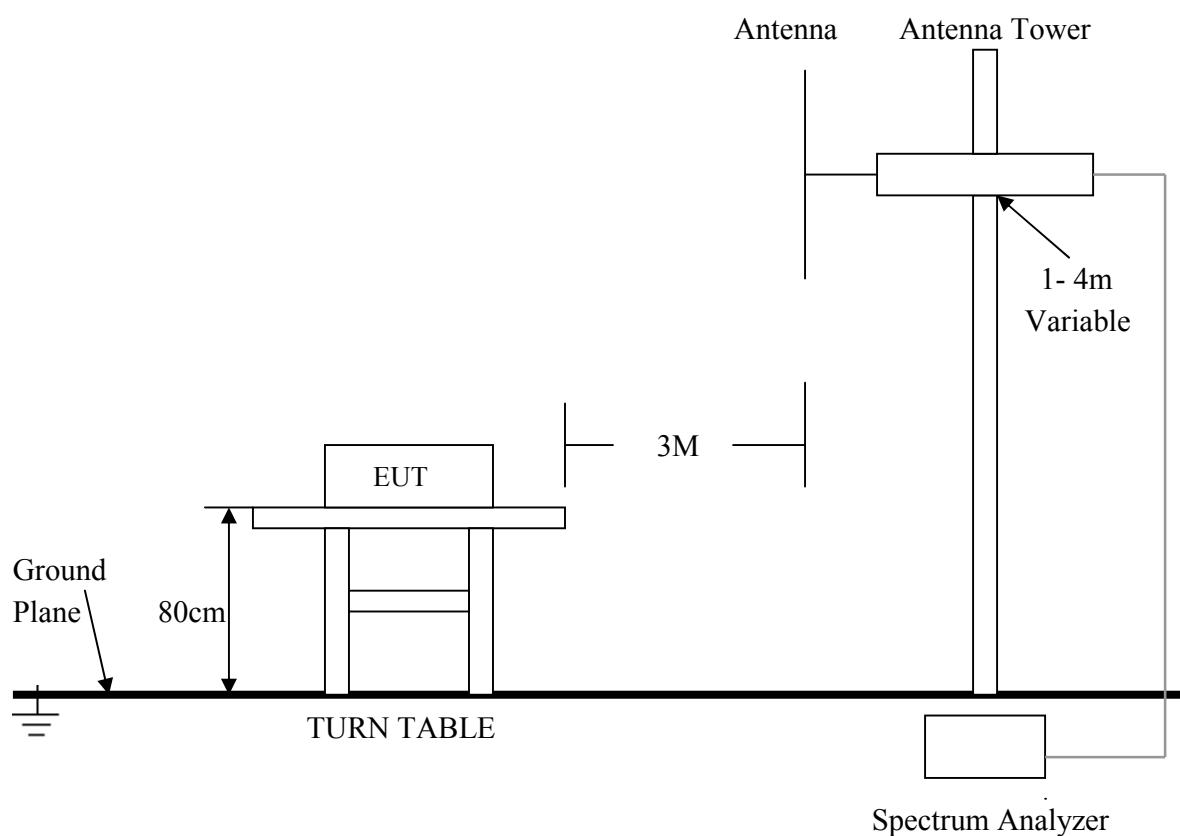 Antenna
Antenna Tower
1- 4m
Variable
3M
EUT
Ground
Plane
80cm
TURN TABLE
Spectrum Analyzer